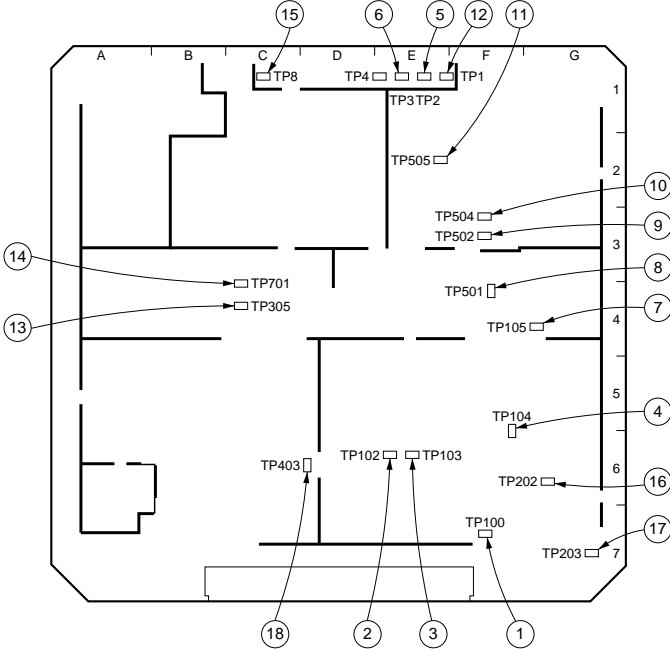 15
6
5
12
11
A
B
C
D
E
F
G
TP8
TP4
TP1
1
TP3 TP2
TP505
2
10
TP504
9
TP502
3
14
TP701
8
TP501
13
TP305
4
7
TP105
5
4
TP104
TP403
TP102
TP103
6
16
TP202
17
TP100
TP203
7
18
2
3
1